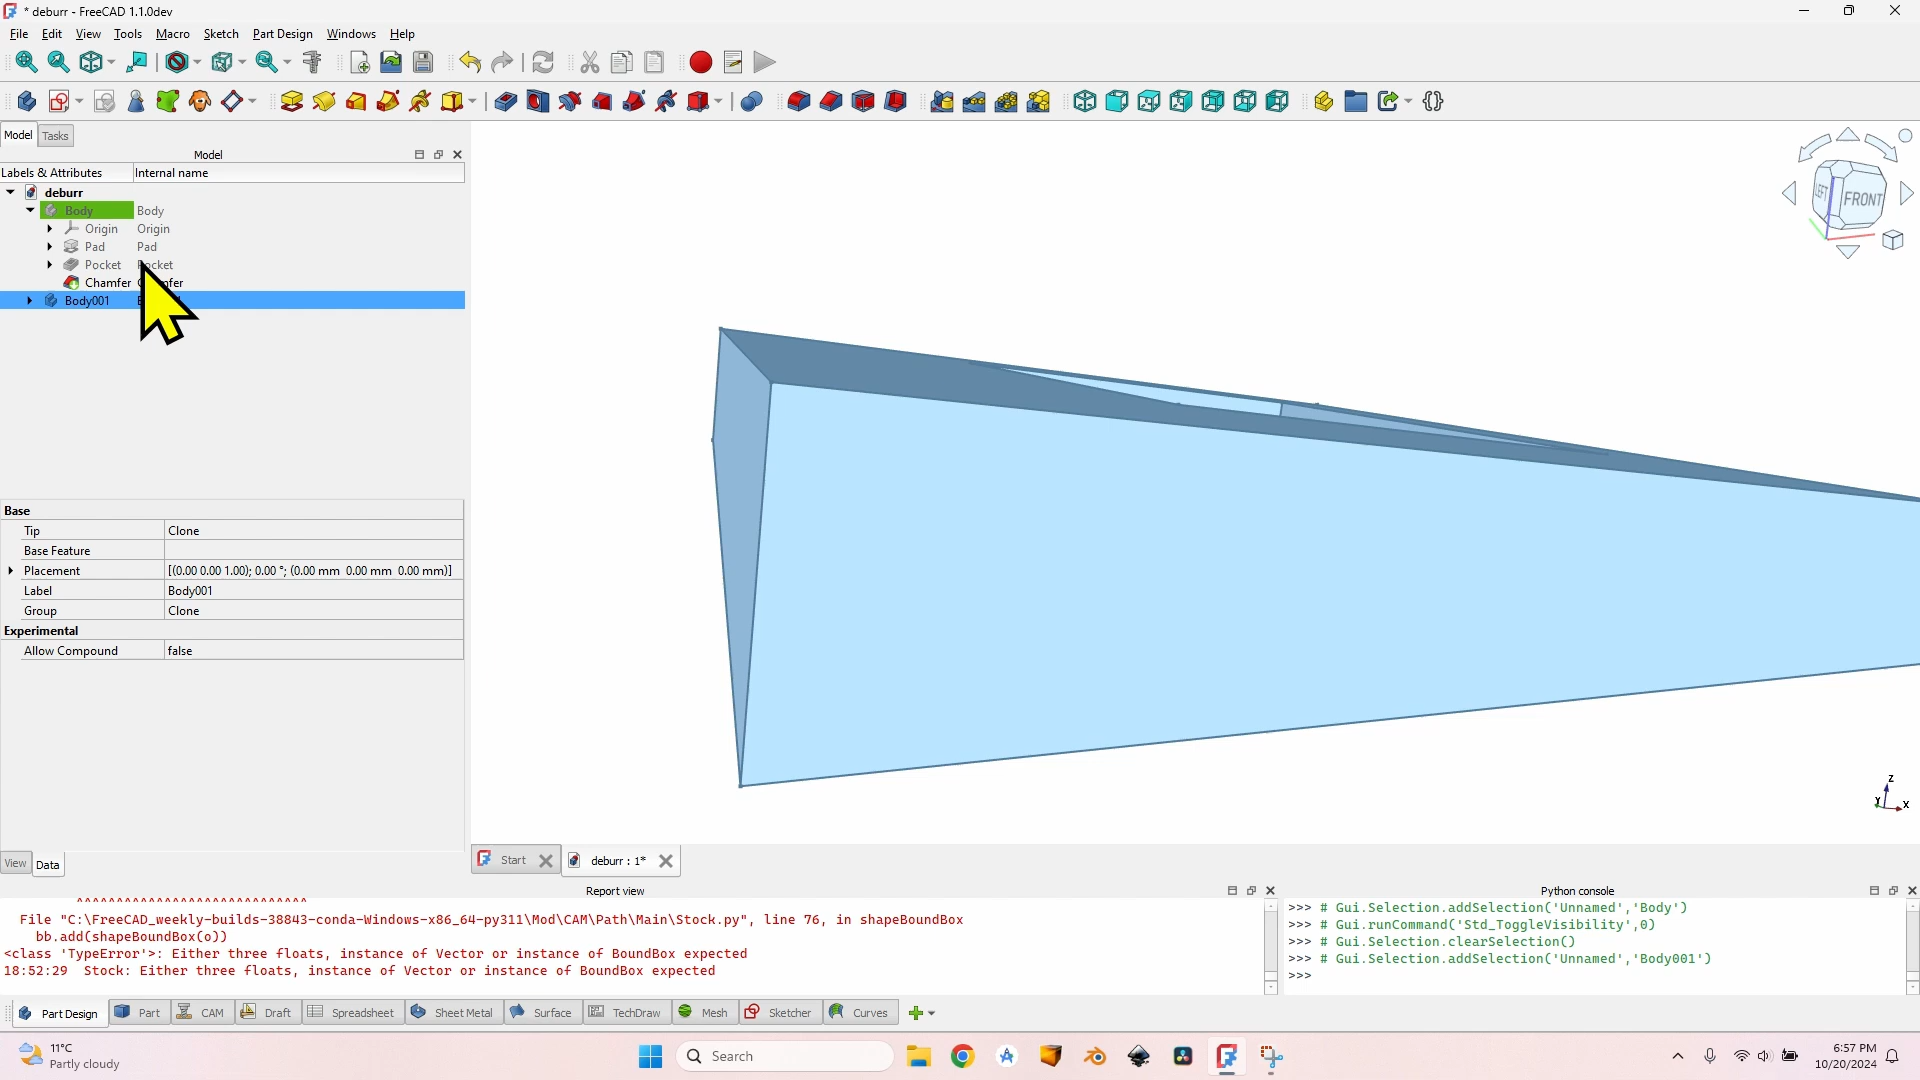 * deburr - FreeCAD 1.1.0dev
File Edit View Tools Macro Sketch Part Design Windows Help
Model Tasks
Model
Labels & Attributes Internal name
deburr
Body Body
Origin Origin
Pad Pad
Pocket Pocket
Chamfer
Body001
LEFT FRONT
Base
Tip Clone
Base Feature
Placement [(0.00 0.00 1.00); 0.00 °; (0.00 mm 0.00 mm 0.00 mm)]
Label Body001
Group Clone
Experimental
Allow Compound false
Z
Y X
View Data
Start deburr : 1*
Report view
^^^^^^^^^^^^^^^^^^^^^^^^^^^^^
File "C:\FreeCAD_weekly-builds-38843-conda-Windows-x86_64-py311\Mod\CAM\Path\Main\Stock.py", line 76, in shapeBoundBox
bb.add(shapeBoundBox(o))
<class 'TypeError'>: Either three floats, instance of Vector or instance of BoundBox expected
18:52:29 Stock: Either three floats, instance of Vector or instance of BoundBox expected
Python console
>>> # Gui.Selection.addSelection('Unnamed','Body')
>>> # Gui.runCommand('Std_ToggleVisibility',0)
>>> # Gui.Selection.clearSelection()
>>> # Gui.Selection.addSelection('Unnamed','Body001')
>>>
Part Design Part CAM Draft Spreadsheet Sheet Metal Surface TechDraw Mesh Sketcher Curves
11°C
Partly cloudy
Search
6:57 PM
10/20/2024